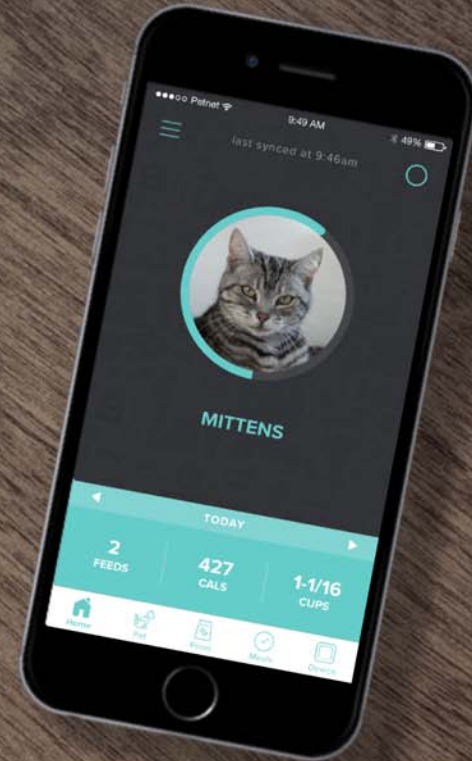 Petnet 9:49 AM 49%
last synced at 9:46am
MITTENS
TODAY
2 427 1-1/16
FEEDS CALS CUPS
Home Pet Food Meals Device